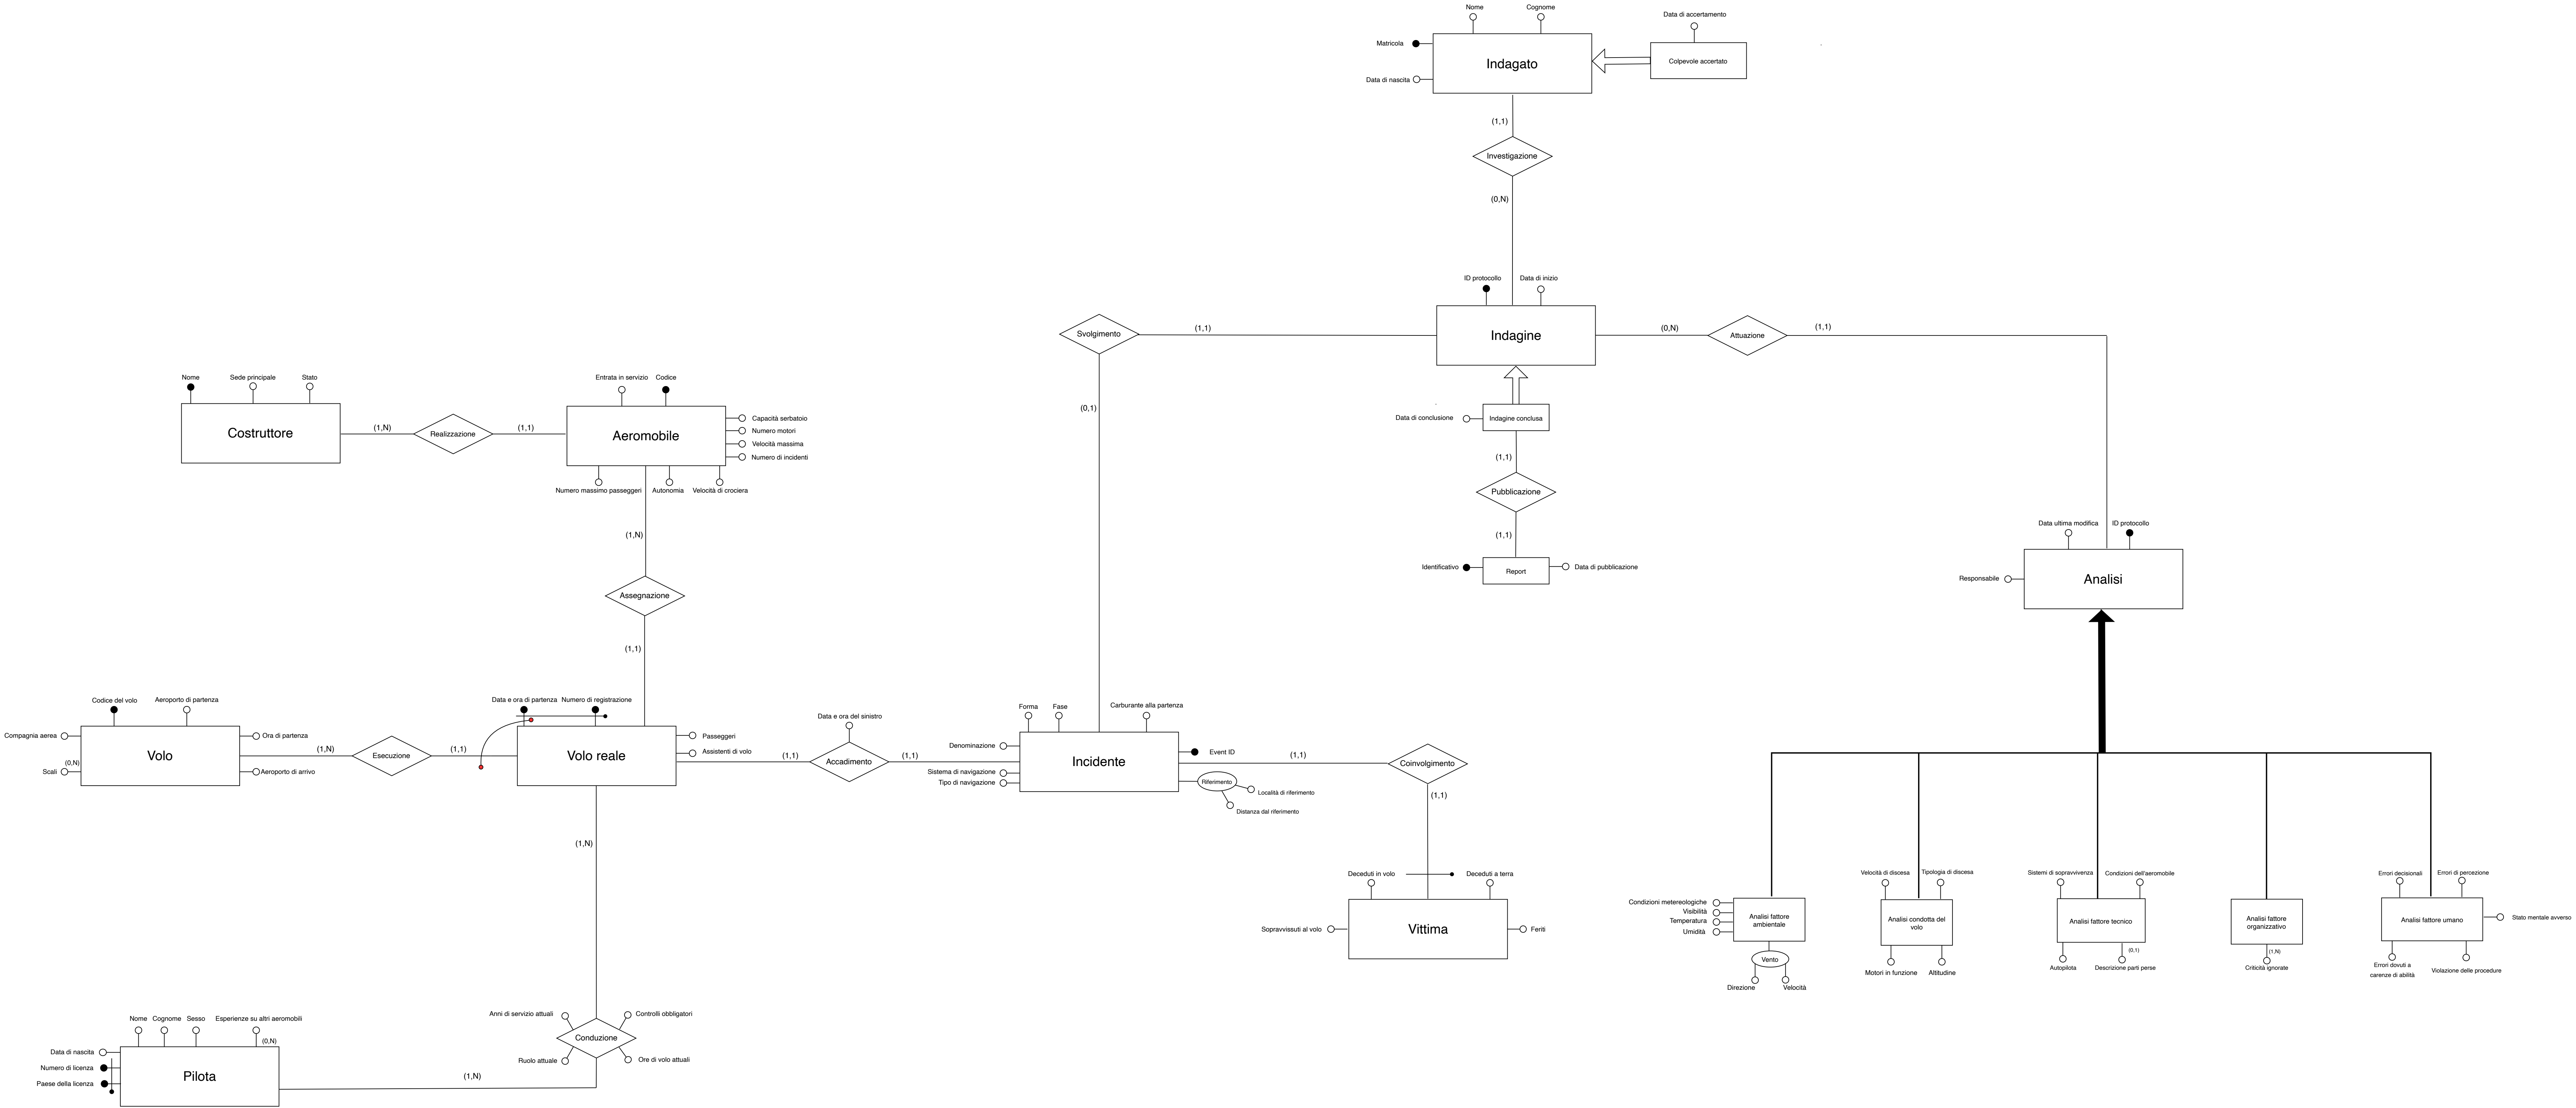 Nome
Cognome
Data di accertamento
Matricola
Indagato
Colpevole accertato
Data di nascita
(1,1)
Investigazione
(0,N)
ID protocollo
Data di inizio
Svolgimento
(1,1)
Indagine
(0,N)
Attuazione
(1,1)
(0,1)
Data di conclusione
Indagine conclusa
(1,1)
Pubblicazione
(1,1)
Identificativo
Report
Data di pubblicazione
Nome
Sede principale
Stato
Costruttore
(1,N)
Realizzazione
(1,1)
Entrata in servizio
Codice
Aeromobile
Capacità serbatoio
Numero motori
Velocità massima
Numero di incidenti
Numero massimo passeggeri
Autonomia
Velocità di crociera
(1,N)
Assegnazione
(1,1)
Data ultima modifica
ID protocollo
Responsabile
Analisi
Codice del volo
Aeroporto di partenza
Compagnia aerea
Volo
Ora di partenza
(0,N)
Scali
Aeroporto di arrivo
(1,N)
Esecuzione
(1,1)
Data e ora di partenza
Numero di registrazione
Volo reale
Passeggeri
Assistenti di volo
(1,1)
Data e ora del sinistro
Accadimento
(1,1)
Forma
Fase
Carburante alla partenza
Denominazione
Incidente
Sistema di navigazione
Tipo di navigazione
Event ID
Riferimento
Località di riferimento
Distanza dal riferimento
(1,1)
Coinvolgimento
(1,1)
Deceduti in volo
Deceduti a terra
Sopravvissuti al volo
Vittima
Feriti
(1,N)
Anni di servizio attuali
Controlli obbligatori
Conduzione
Ruolo attuale
Ore di volo attuali
(1,N)
Nome
Cognome
Sesso
Esperienze su altri aeromobili
(0,N)
Data di nascita
Numero di licenza
Paese della licenza
Pilota
Condizioni metereologiche
Visibilità
Temperatura
Umidità
Analisi fattore
ambientale
Vento
Direzione
Velocità
Velocità di discesa
Tipologia di discesa
Analisi condotta del
volo
Motori in funzione
Altitudine
Sistemi di sopravvivenza
Condizioni dell'aeromobile
Analisi fattore tecnico
(0,1)
Autopilota
Descrizione parti perse
Analisi fattore
organizzativo
(1,N)
Criticità ignorate
Errori decisionali
Errori di percezione
Analisi fattore umano
Stato mentale avverso
Errori dovuti a
carenze di abilità
Violazione delle procedure